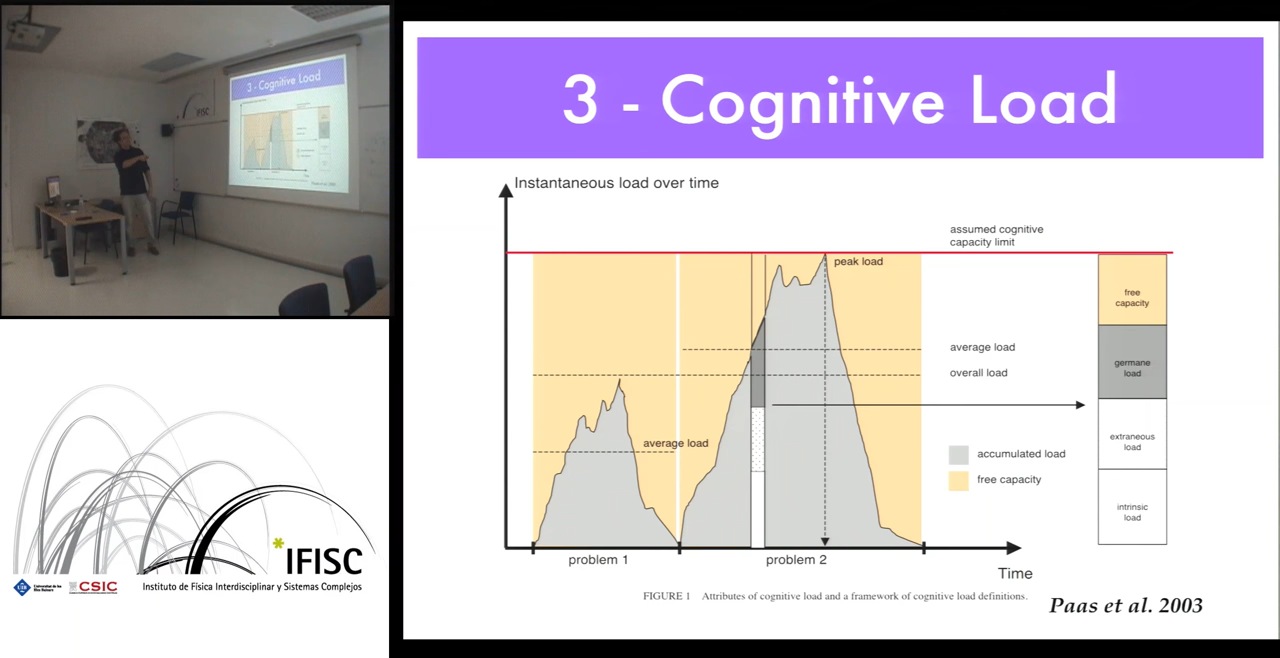 3 - Cognitive Load
IFISC
3 - Cognitive Load
Instantaneous load over time
assumed cognitive
capacity limit
peak load
free
capacity
average load
germane
load
overall load
average load
extraneous
load
accumulated load
free capacity
intrinsic
load
problem 1
problem 2
Time
FIGURE 1 Attributes of cognitive load and a framework of cognitive load definitions.
Paas et al. 2003
IFISC
UIB
CSIC
Instituto de Física Interdisciplinar y Sistemas Complejos